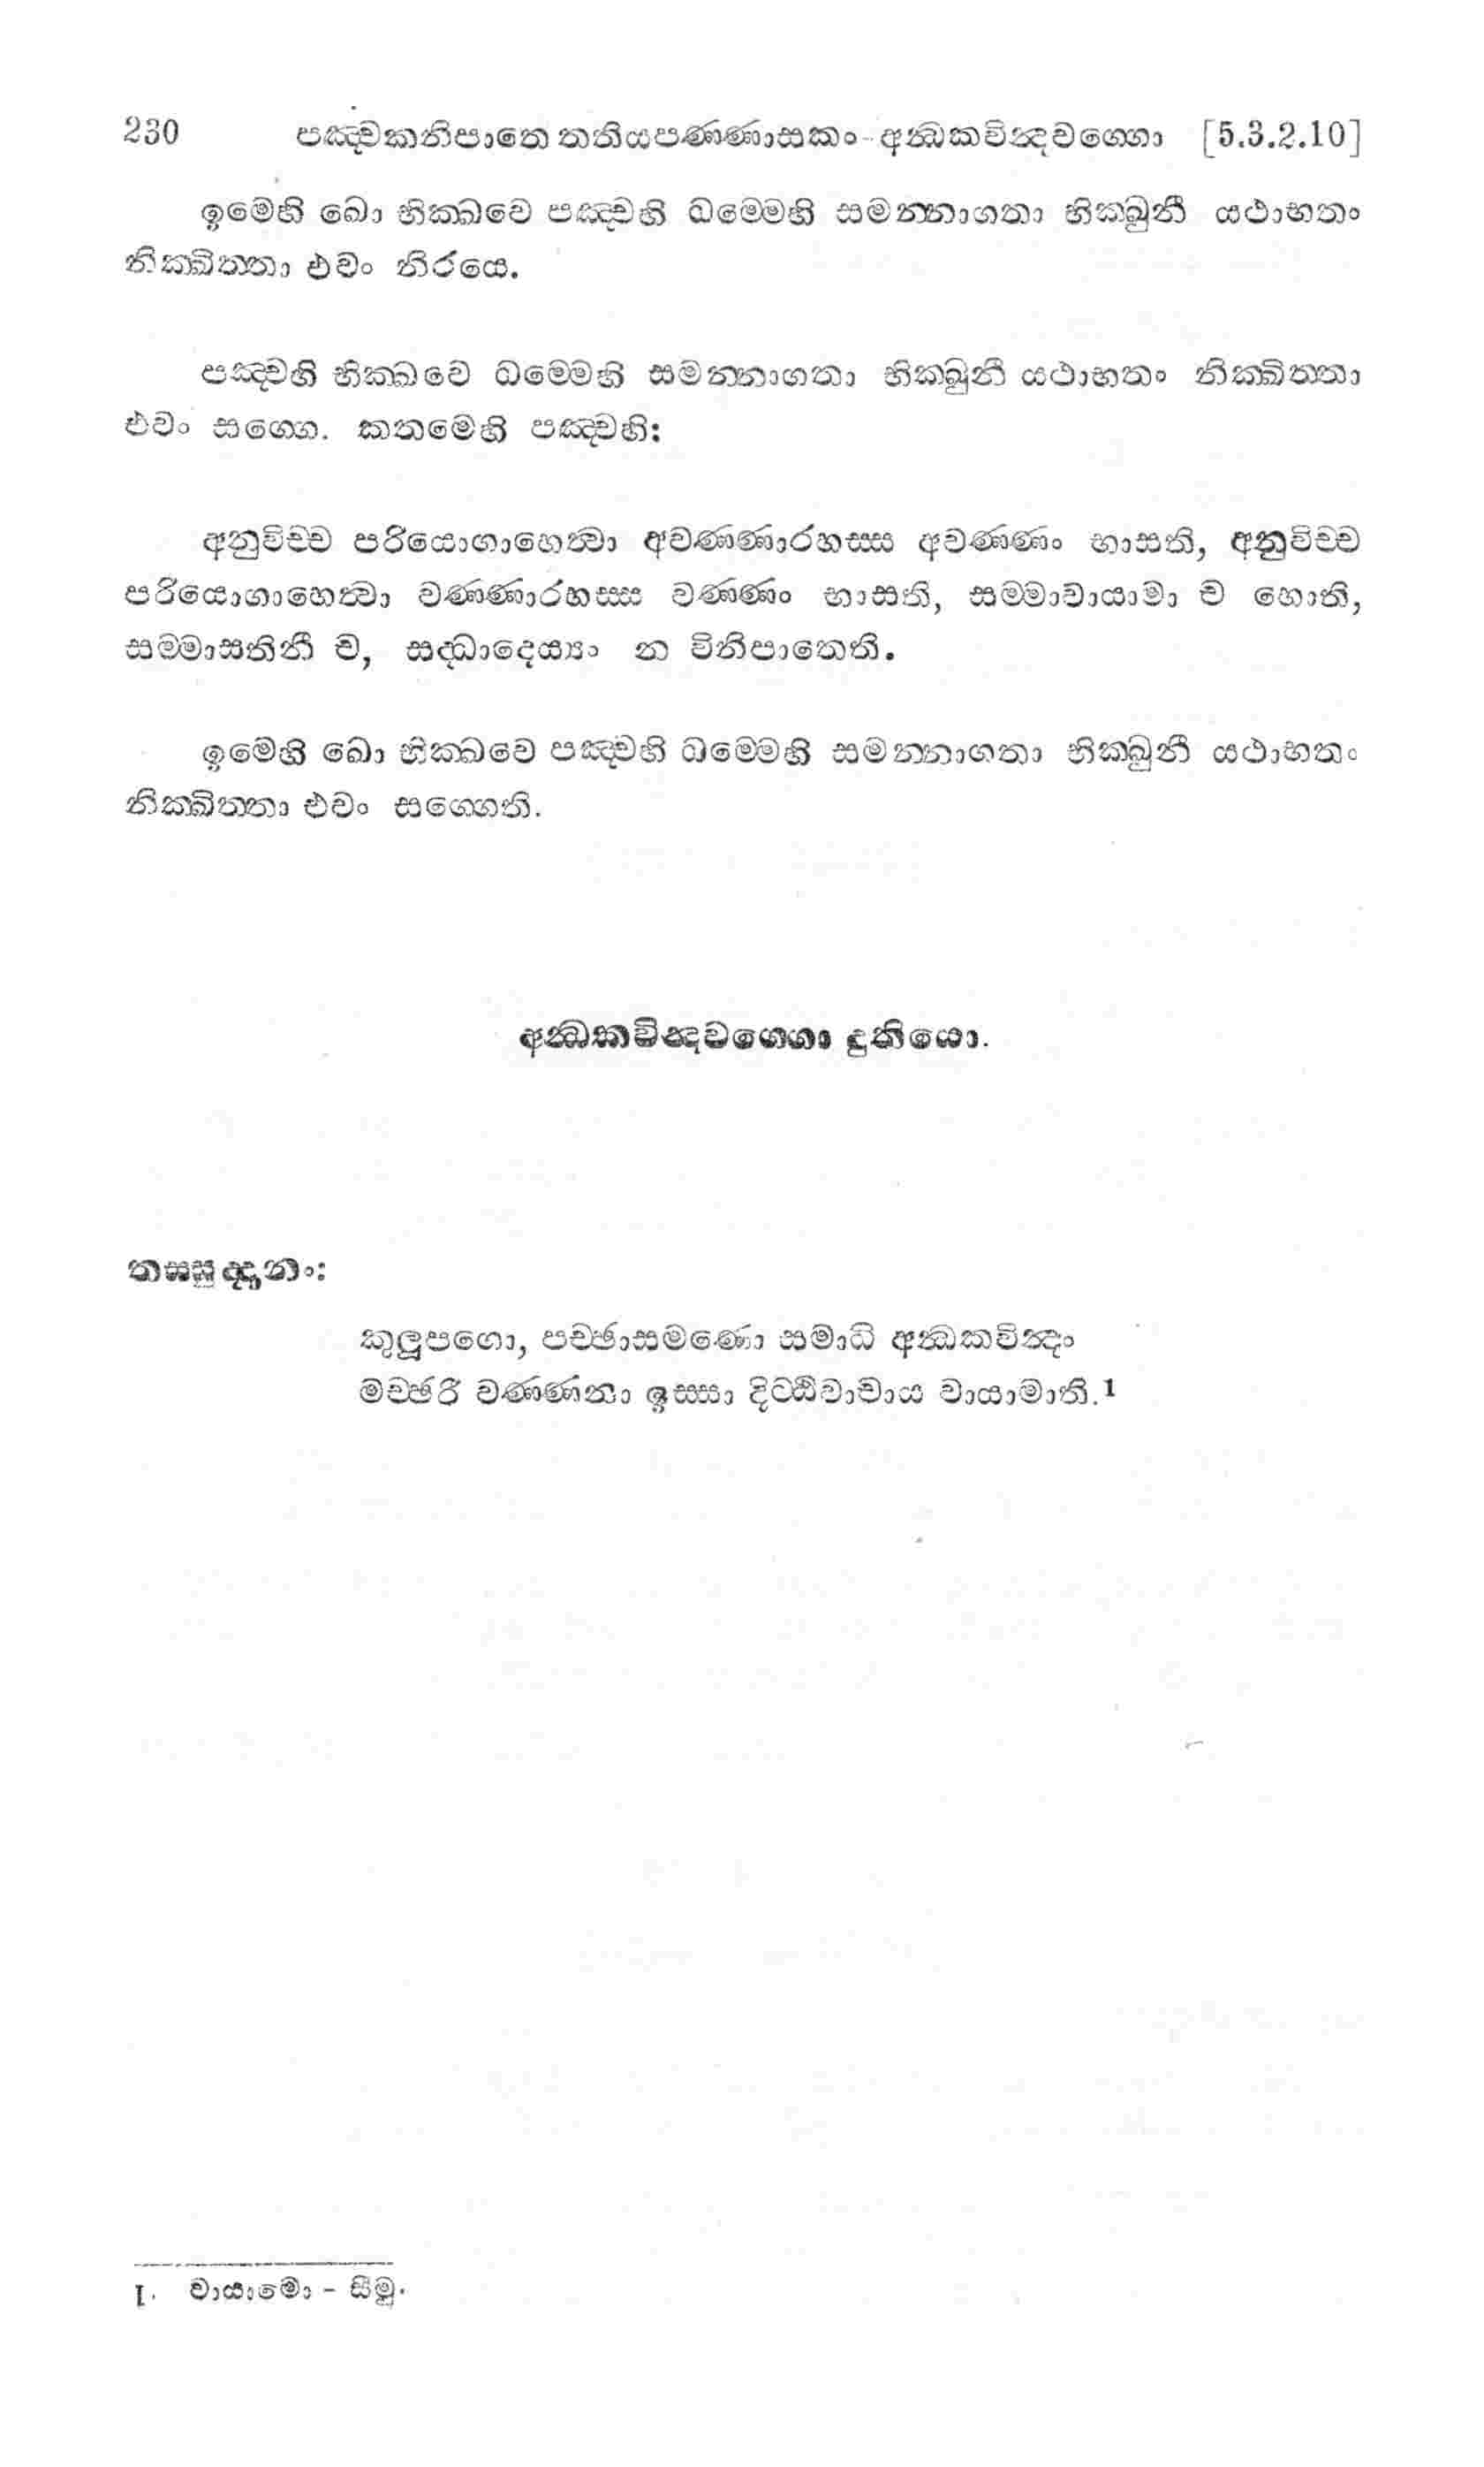 230 පඤ්චකනිපාතෙ තතියපණ්ණාසකං - අන්ධකවින්දවග්ගො [5.3.2.10]
ඉමෙහි ඛො භික්ඛවෙ පඤ්චහි ධම්මෙහි සමන්නාගතා භික්ඛුනී යථාභතං
නික්ඛිත්තා එවං නිරයෙ.
පඤ්චහි භික්ඛවෙ ධම්මෙහි සමන්නාගතා භික්ඛුනී යථාභතං නික්ඛිත්තා
එවං සග්ගෙ. කතමෙහි පඤ්චහි:
අනුවිච්ච පරියොගාහෙත්වා අවණ්ණාරහස්ස අවණ්ණං භාසති, අනුවිච්ච
පරියොගාහෙත්වා වණ්ණාරහස්ස වණ්ණං භාසති, සම්මාවායාමා ච හොති,
සම්මාසතිනී ච, සද්ධාදෙය්‍යං න විනිපාතෙති.
ඉමෙහි ඛො භික්ඛවෙ පඤ්චහි ධම්මෙහි සමන්නාගතා භික්ඛුනී යථාභතං
නික්ඛිත්තා එවං සග්ගෙති.
අන්ධකවින්දවග්ගො දුතියො.
තස්සුද්දානං:
කුලූපගො, පච්ඡාසමණො සමාධි අන්ධකවින්දං
මච්ඡරී වණ්ණනා ඉස්සා දිට්ඨිවාචාය වායාමාති.1
1. වායාමො - සීමු.